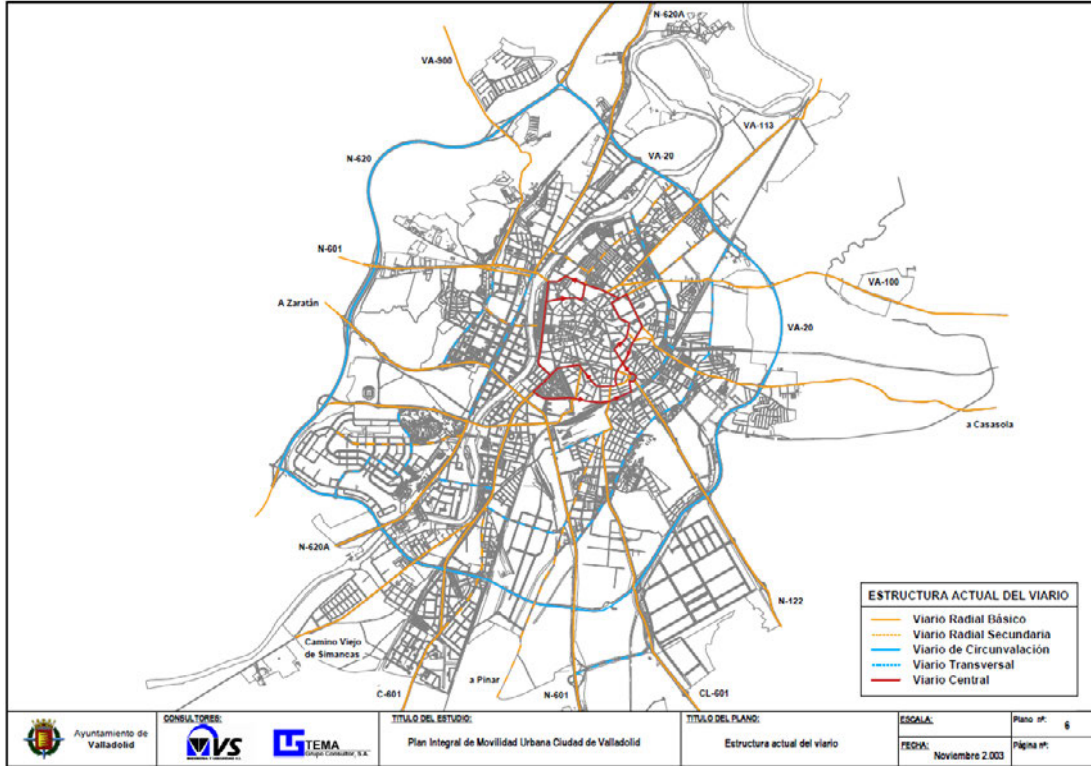 N-620A
VA-900
VA-113
N-620
VA-20
N-601
VA-100
A Zaratán
VA-20
a Casasola
N-620A
N-122
Camino Viejo
de Simancas
a Pinar
C-601
N-601
CL-601
ESTRUCTURA ACTUAL DEL VIARIO
Viario Radial Básico
Viario Radial Secundaria
Viario de Circunvalación
Viario Transversal
Viario Central
Ayuntamiento de
Valladolid
CONSULTORES:
VS
TEMA
Grupo Consultor, S.A.
TITULO DEL ESTUDIO:
Plan Integral de Movilidad Urbana Ciudad de Valladolid
TITULO DEL PLANO:
Estructura actual del viario
ESCALA:
FECHA:
Noviembre 2.003
Plano nº:
6
Página nº: